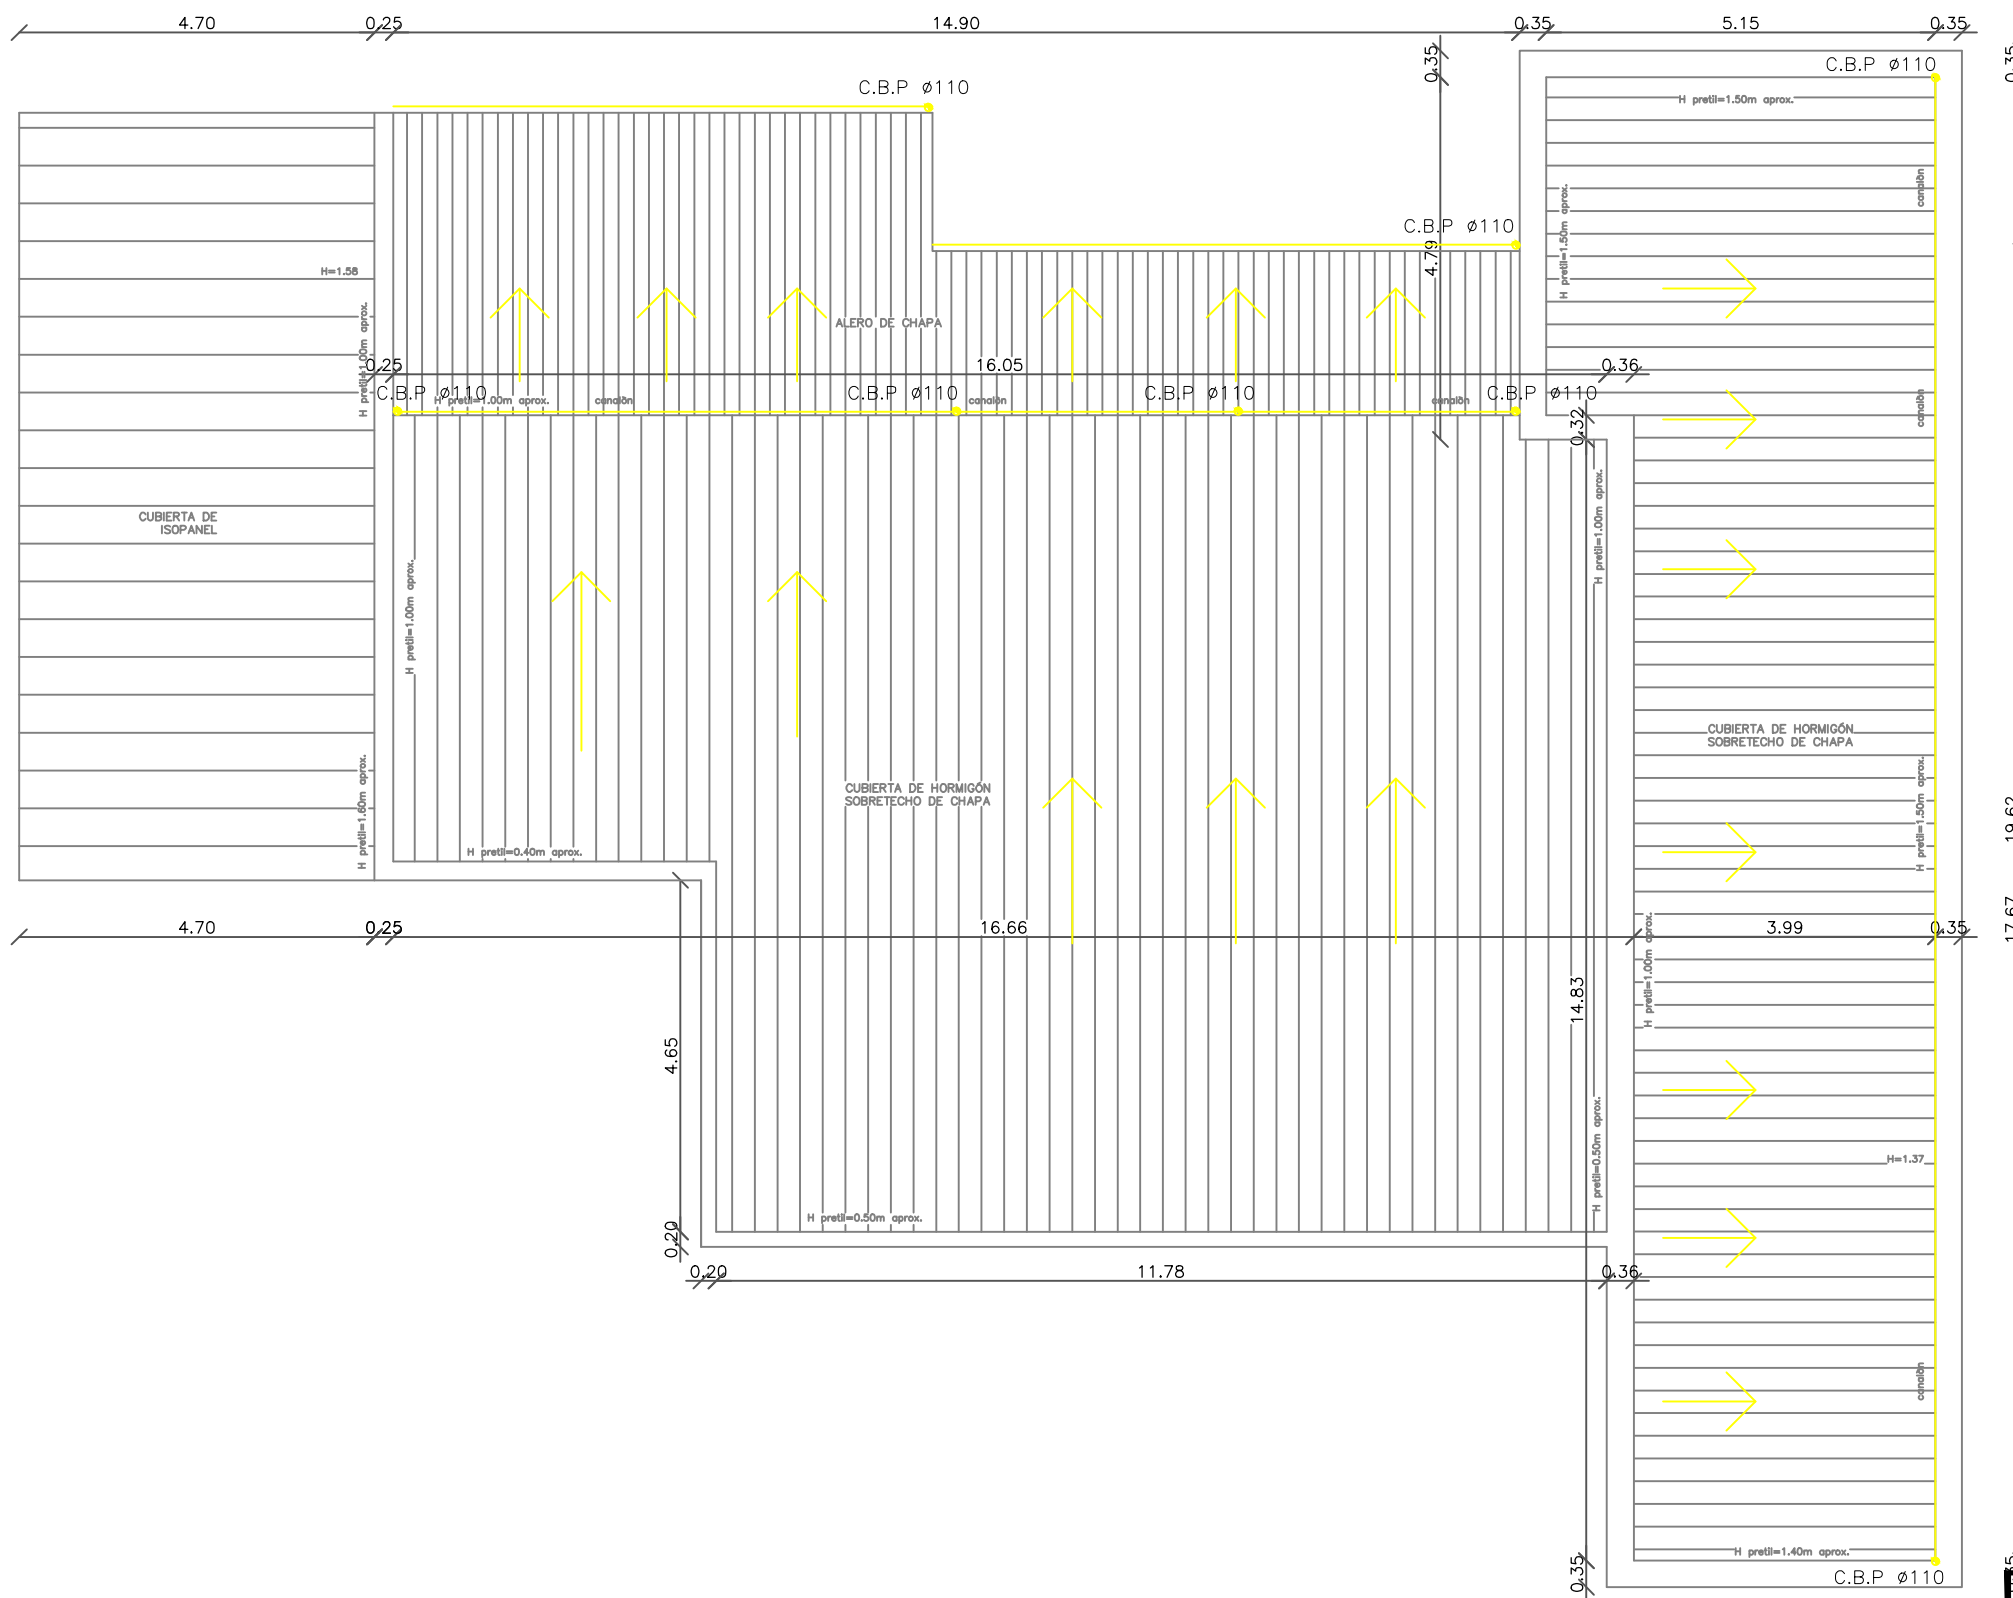 4.70
0.25
14.90
0.35
5.15
0.35
0.35
0.35
C.B.P ø110
C.B.P ø110
H pretil=1.50m aprox.
canalón
H pretil=1.50m aprox.
C.B.P ø110
4.79
H=1.58
H pretil=1.00m aprox.
ALERO DE CHAPA
0.25
16.05
0.36
C.B.P ø110
C.B.P ø110
C.B.P ø110
C.B.P ø110
H pretil=1.00m aprox.
canalón
canalón
canalón
canalón
0.32
H pretil=1.00m aprox.
CUBIERTA DE
ISOPANEL
H pretil=1.00m aprox.
CUBIERTA DE HORMIGÓN
SOBRETECHO DE CHAPA
CUBIERTA DE HORMIGÓN
SOBRETECHO DE CHAPA
H pretil=1.60m aprox.
H pretil=1.50m aprox.
19.62
H pretil=0.40m aprox.
4.70
0.25
16.66
3.99
0.35
17.67
H pretil=1.00m aprox.
14.83
4.65
H pretil=0.50m aprox.
H=1.37
H pretil=0.50m aprox.
0.20
0.20
11.78
0.36
canalón
H pretil=1.40m aprox.
0.35
C.B.P ø110